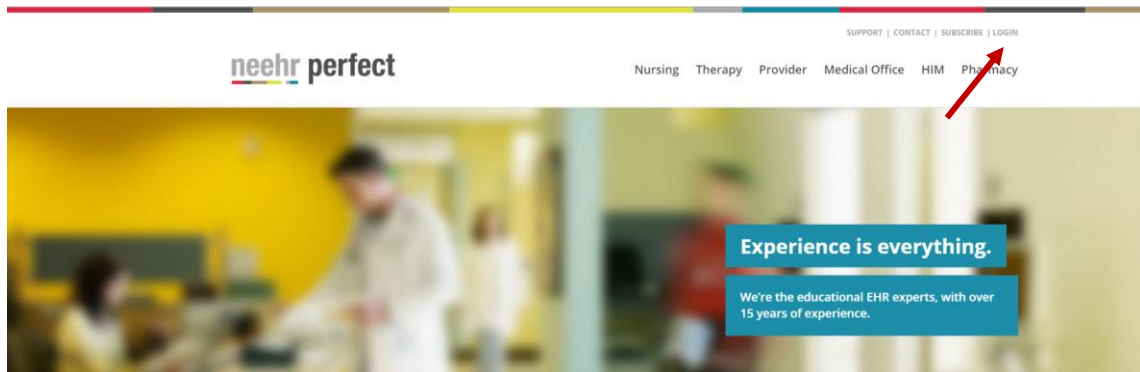 SUPPORT | CONTACT | SUBSCRIBE | LOGIN
neehr perfect
Nursing Therapy Provider Medical Office HIM Pharmacy
Experience is everything.
We're the educational EHR experts, with over
15 years of experience.